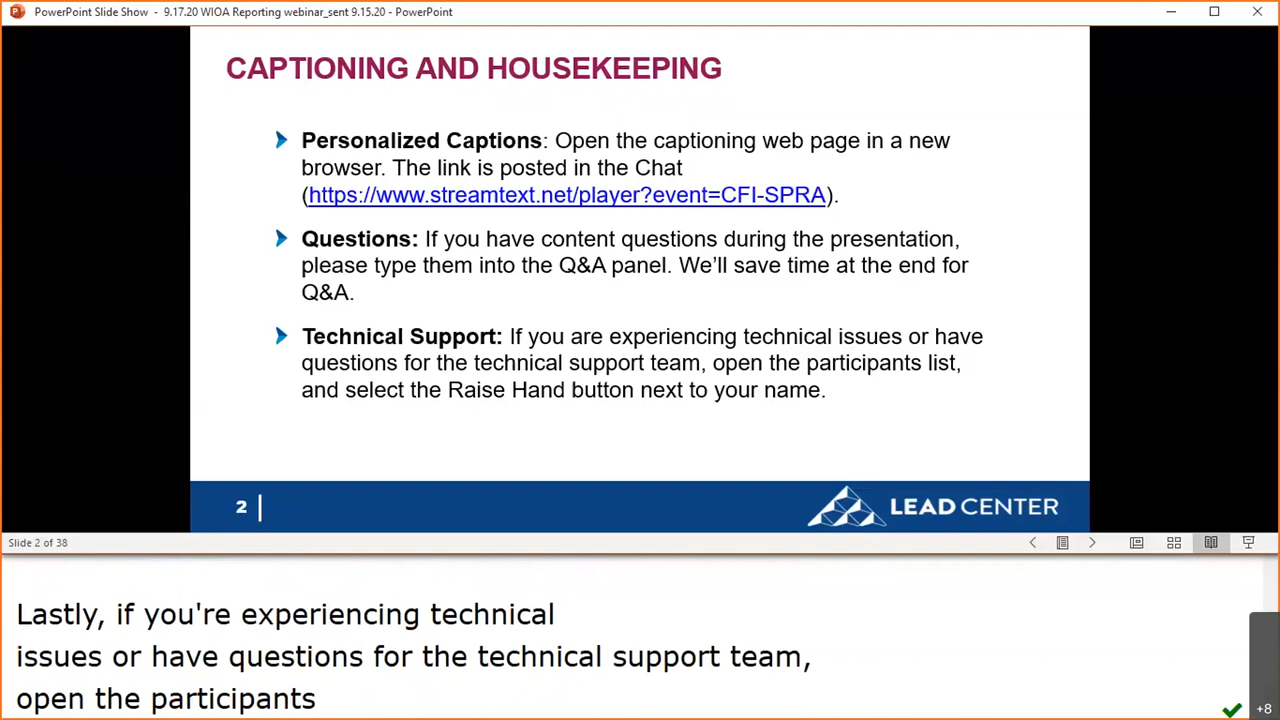 PowerPoint Slide Show - 9.17.20 WIOA Reporting webinar_sent 9.15.20 - PowerPoint
CAPTIONING AND HOUSEKEEPING
Personalized Captions: Open the captioning web page in a new
browser. The link is posted in the Chat
(https://www.streamtext.net/player?event=CFI-SPRA).
Questions: If you have content questions during the presentation,
please type them into the Q&A panel. We’ll save time at the end for
Q&A.
Technical Support: If you are experiencing technical issues or have
questions for the technical support team, open the participants list,
and select the Raise Hand button next to your name.
2
LEAD CENTER
Slide 2 of 38
Lastly, if you're experiencing technical
issues or have questions for the technical support team,
open the participants
+8